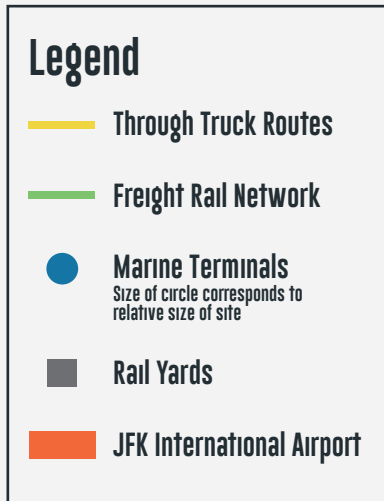 Legend
Through Truck Routes
Freight Rail Network
Marine Terminals
Size of circle corresponds to
relative size of site
Rail Yards
JFK International Airport